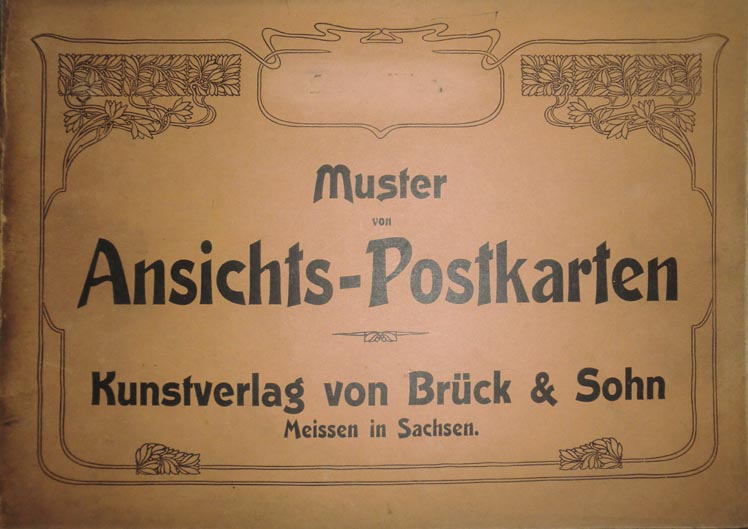 Muster
von
Ansichts-Postkarten
Kunstverlag von Brück & Sohn
Meissen in Sachsen.